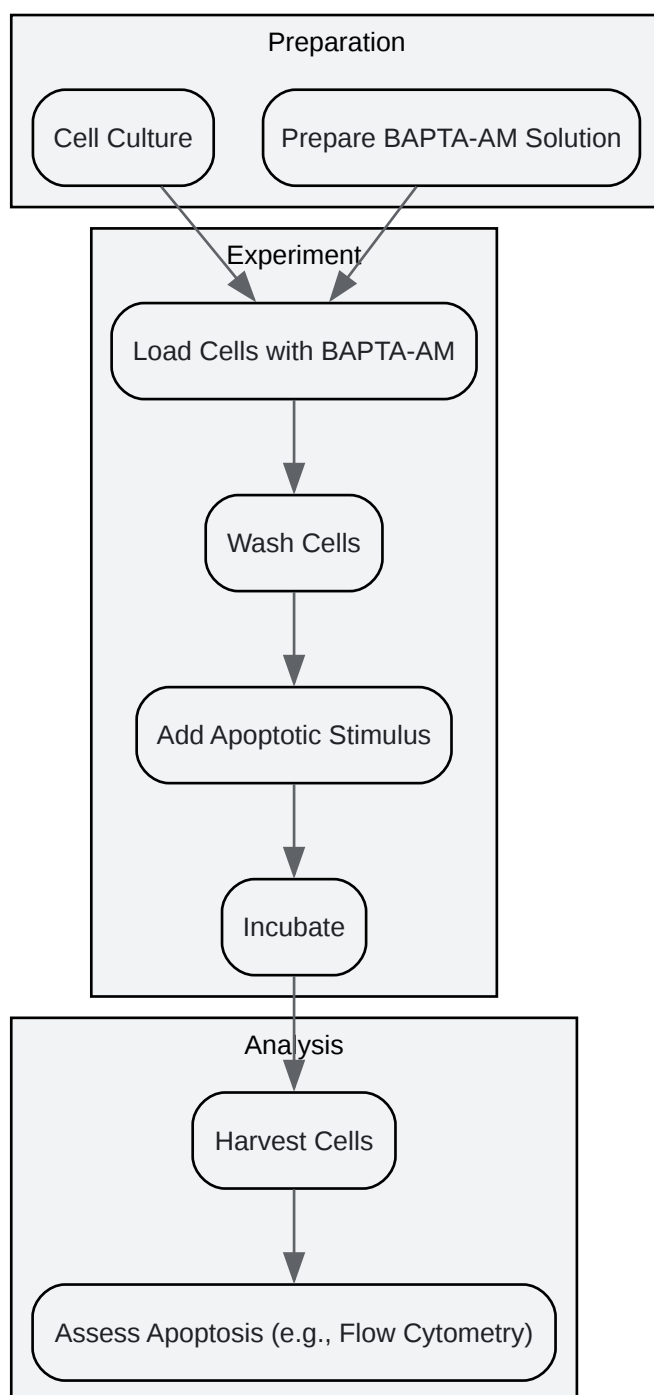 Preparation
Cell Culture
Prepare BAPTA-AM Solution
Experiment
Load Cells with BAPTA-AM
Wash Cells
Add Apoptotic Stimulus
Incubate
Analysis
Harvest Cells
Assess Apoptosis (e.g., Flow Cytometry)